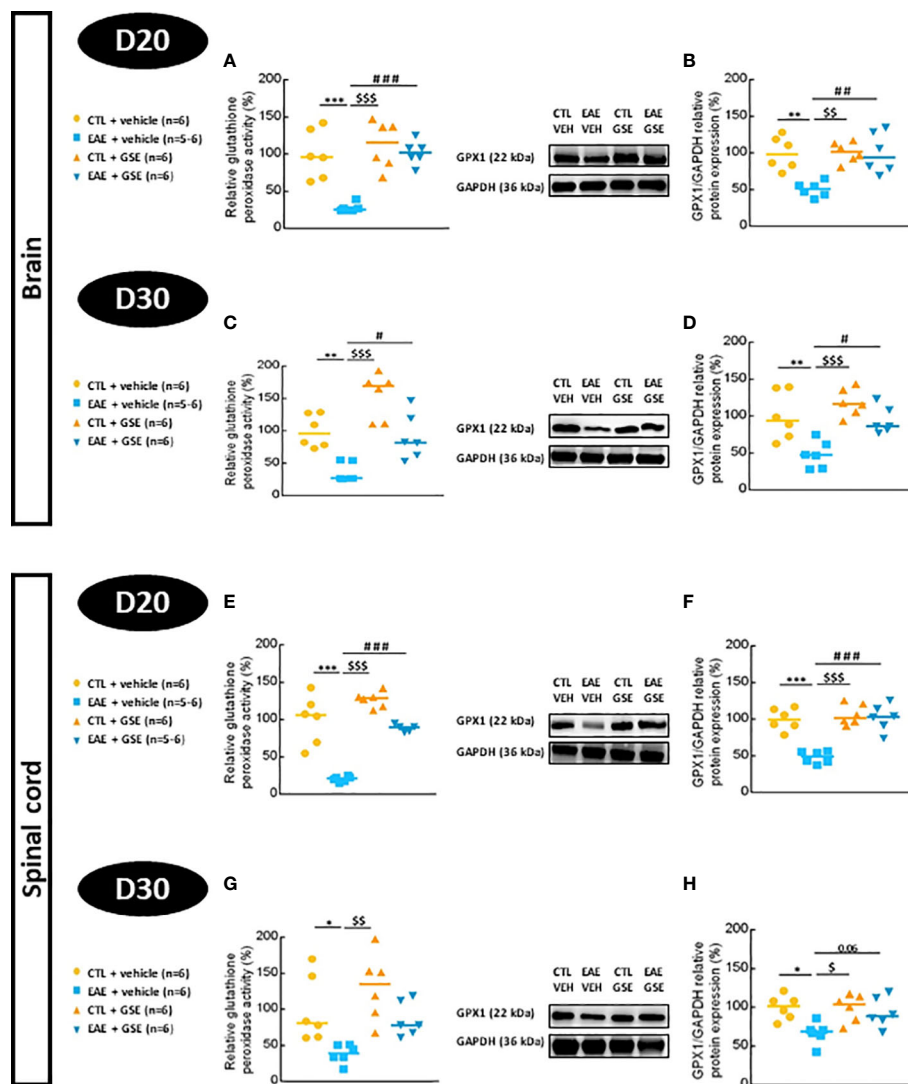 Brain
D20
CTL + vehicle (n=6)
EAE + vehicle (n=5-6)
CTL + GSE (n=6)
EAE + GSE (n=6)
A
Relative glutathione
peroxidase activity (%)
200
150
100
50
0
***
$$$
###
CTL EAE CTL EAE
VEH VEH GSE GSE
GPX1 (22 kDa)
GAPDH (36 kDa)
B
GPX1/GAPDH relative
protein expression (%)
200
150
100
50
0
**
$$
##
D30
CTL + vehicle (n=6)
EAE + vehicle (n=5-6)
CTL + GSE (n=6)
EAE + GSE (n=6)
C
Relative glutathione
peroxidase activity (%)
200
150
100
50
0
**
$$$
#
CTL EAE CTL EAE
VEH VEH GSE GSE
GPX1 (22 kDa)
GAPDH (36 kDa)
D
GPX1/GAPDH relative
protein expression (%)
200
150
100
50
0
**
$$$
#
Spinal cord
D20
CTL + vehicle (n=6)
EAE + vehicle (n=5-6)
CTL + GSE (n=6)
EAE + GSE (n=5-6)
E
Relative glutathione
peroxidase activity (%)
200
150
100
50
0
***
$$$
###
CTL EAE CTL EAE
VEH VEH GSE GSE
GPX1 (22 kDa)
GAPDH (36 kDa)
F
GPX1/GAPDH relative
protein expression (%)
200
150
100
50
0
***
$$$
###
D30
CTL + vehicle (n=6)
EAE + vehicle (n=6)
CTL + GSE (n=6)
EAE + GSE (n=6)
G
Relative glutathione
peroxidase activity (%)
200
150
100
50
0
*
$$
CTL EAE CTL EAE
VEH VEH GSE GSE
GPX1 (22 kDa)
GAPDH (36 kDa)
H
GPX1/GAPDH relative
protein expression (%)
200
150
100
50
0
*
$
0.06